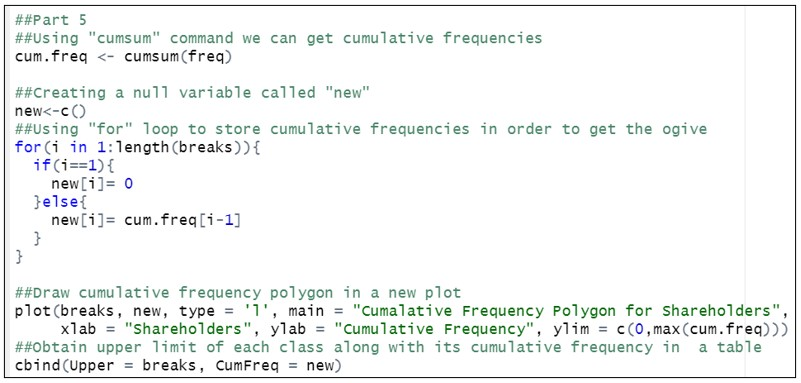 ##Part 5
##Using "cumsum" command we can get cumulative frequencies
cum.freq <- cumsum(freq)

##Creating a null variable called "new"
new<-c()
##Using "for" loop to store cumulative frequencies in order to get the ogive
for(i in 1:length(breaks)){
  if(i==1){
    new[i]= 0
  }else{
    new[i]= cum.freq[i-1]
  }
}

##Draw cumulative frequency polygon in a new plot
plot(breaks, new, type = 'l', main = "Cumalative Frequency Polygon for Shareholders",
     xlab = "Shareholders", ylab = "Cumulative Frequency", ylim = c(0,max(cum.freq)))
##Obtain upper limit of each class along with its cumulative frequency in  a table
cbind(Upper = breaks, CumFreq = new)